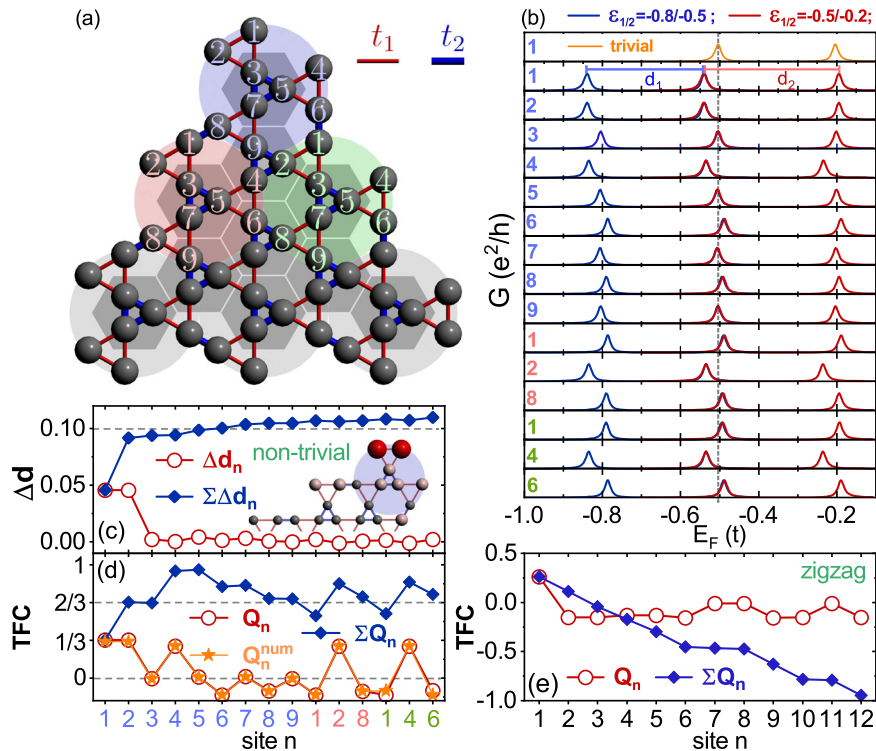 (a)
t₁ t₂
1
2
3
4
5
7
6
8
9
1
2
3
4
5
7
6
8
9
1
2
3
4
5
7
6
8
9
(b)
ε1/2=-0.8/-0.5 ; ε1/2=-0.5/-0.2;
1 trivial
1 d₁ d₂
2
3
4
5
6
7
8
9
1
2
8
1
4
6
G (e²/h)
-1.0 -0.8 -0.6 -0.4 -0.2
E_F (t)
Δd
0.10
0.05
0.00
Δdₙ non-trivial
ΣΔdₙ
(c)
(d)
TFC
1
2/3
1/3
0
Qₙ ΣQₙ
Qₙⁿᵘᵐ
1 2 3 4 5 6 7 8 9 1 2 8 1 4 6
site n
TFC
0.5
0.0
-0.5
-1.0
zigzag
Qₙ ΣQₙ (e)
1 2 3 4 5 6 7 8 9 10 11 12
site n